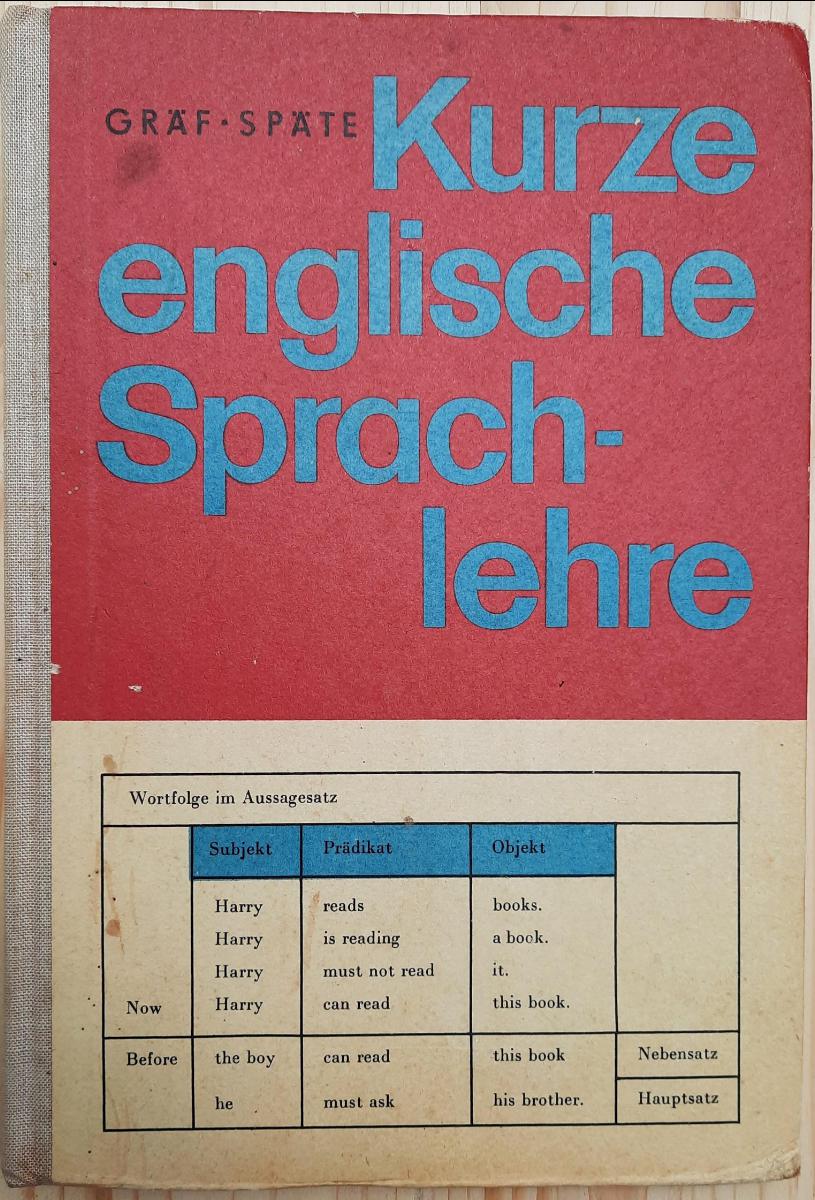 GRÄF · SPÄTE
Kurze
englische
Sprach-
lehre
Wortfolge im Aussagesatz
Subjekt Prädikat Objekt
Harry reads books.
Harry is reading a book.
Harry must not read it.
Now Harry can read this book.
Before the boy can read this book Nebensatz
he must ask his brother. Hauptsatz